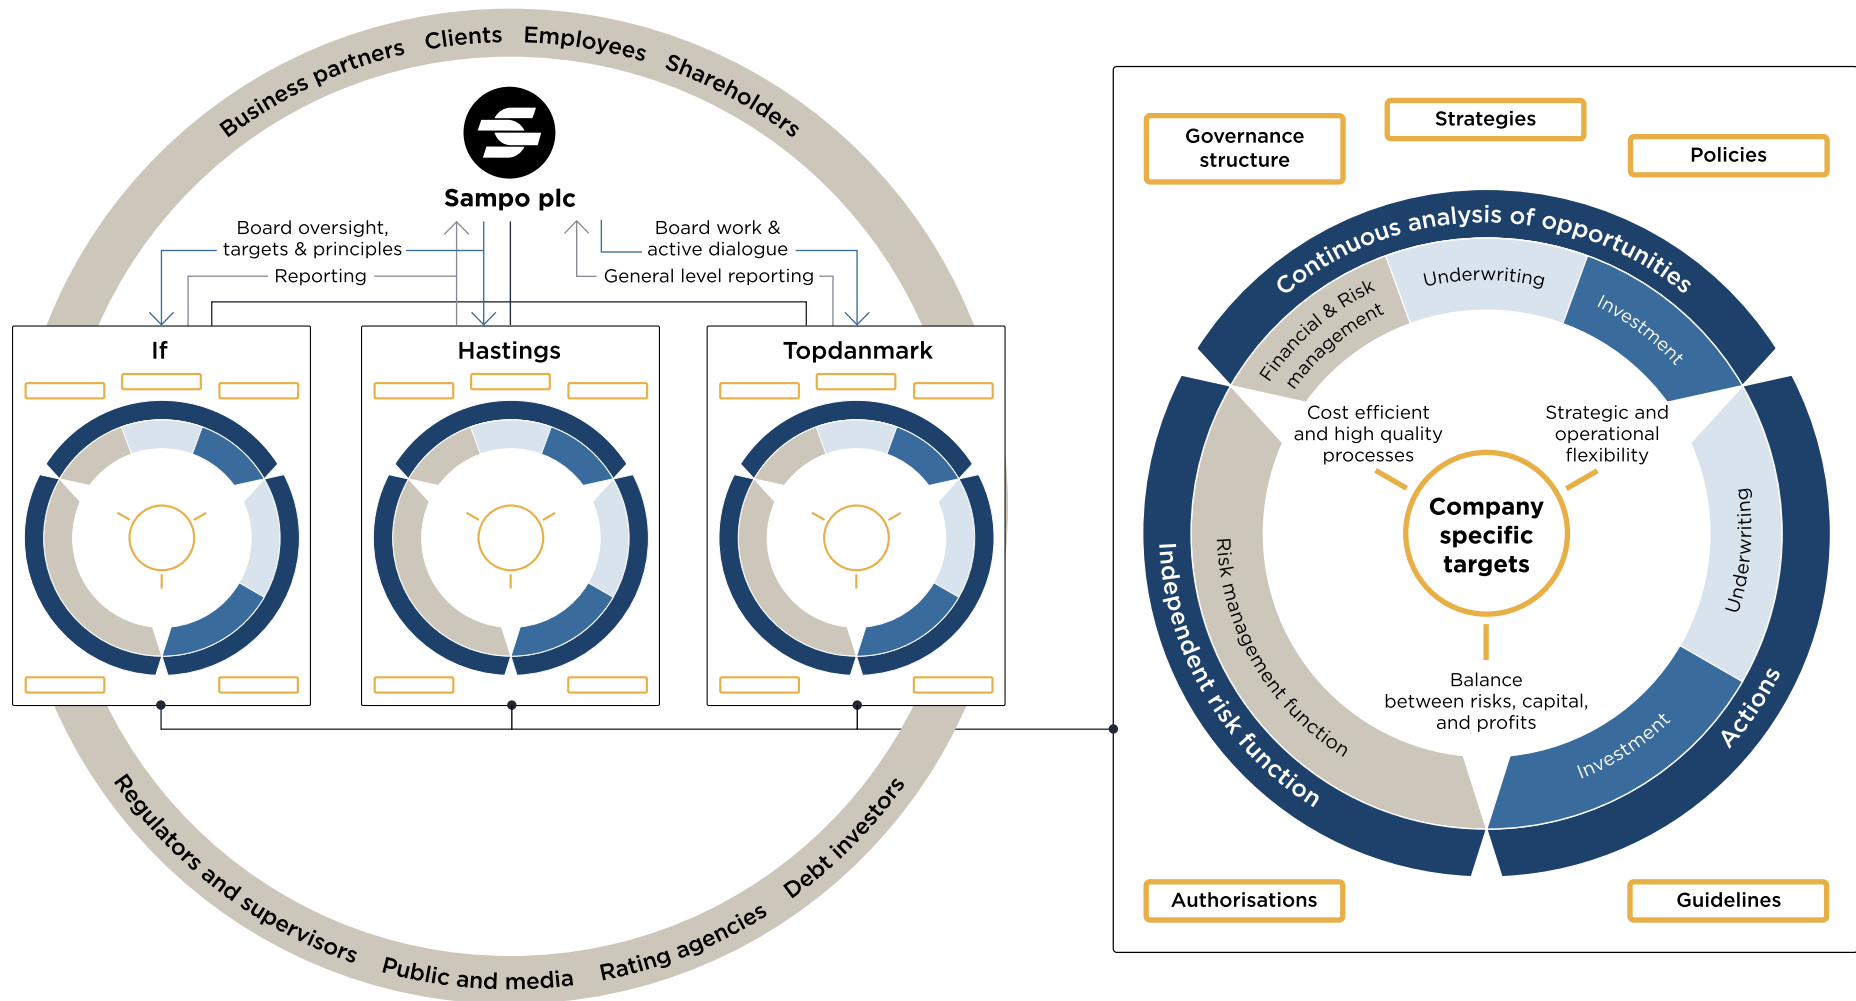 Business partners
Clients
Employees
Shareholders
Sampo plc
Board oversight,
targets & principles
Reporting
Board work &
active dialogue
General level reporting
If
Hastings
Topdanmark
Regulators and supervisors
Public and media
Rating agencies
Debt investors
Governance
structure
Strategies
Policies
Continuous analysis of opportunities
Financial & Risk
management
Underwriting
Investment
Cost efficient
and high quality
processes
Strategic and
operational
flexibility
Company
specific
targets
Balance
between risks, capital,
and profits
Independent risk function
Risk management function
Underwriting
Investment
Actions
Authorisations
Guidelines